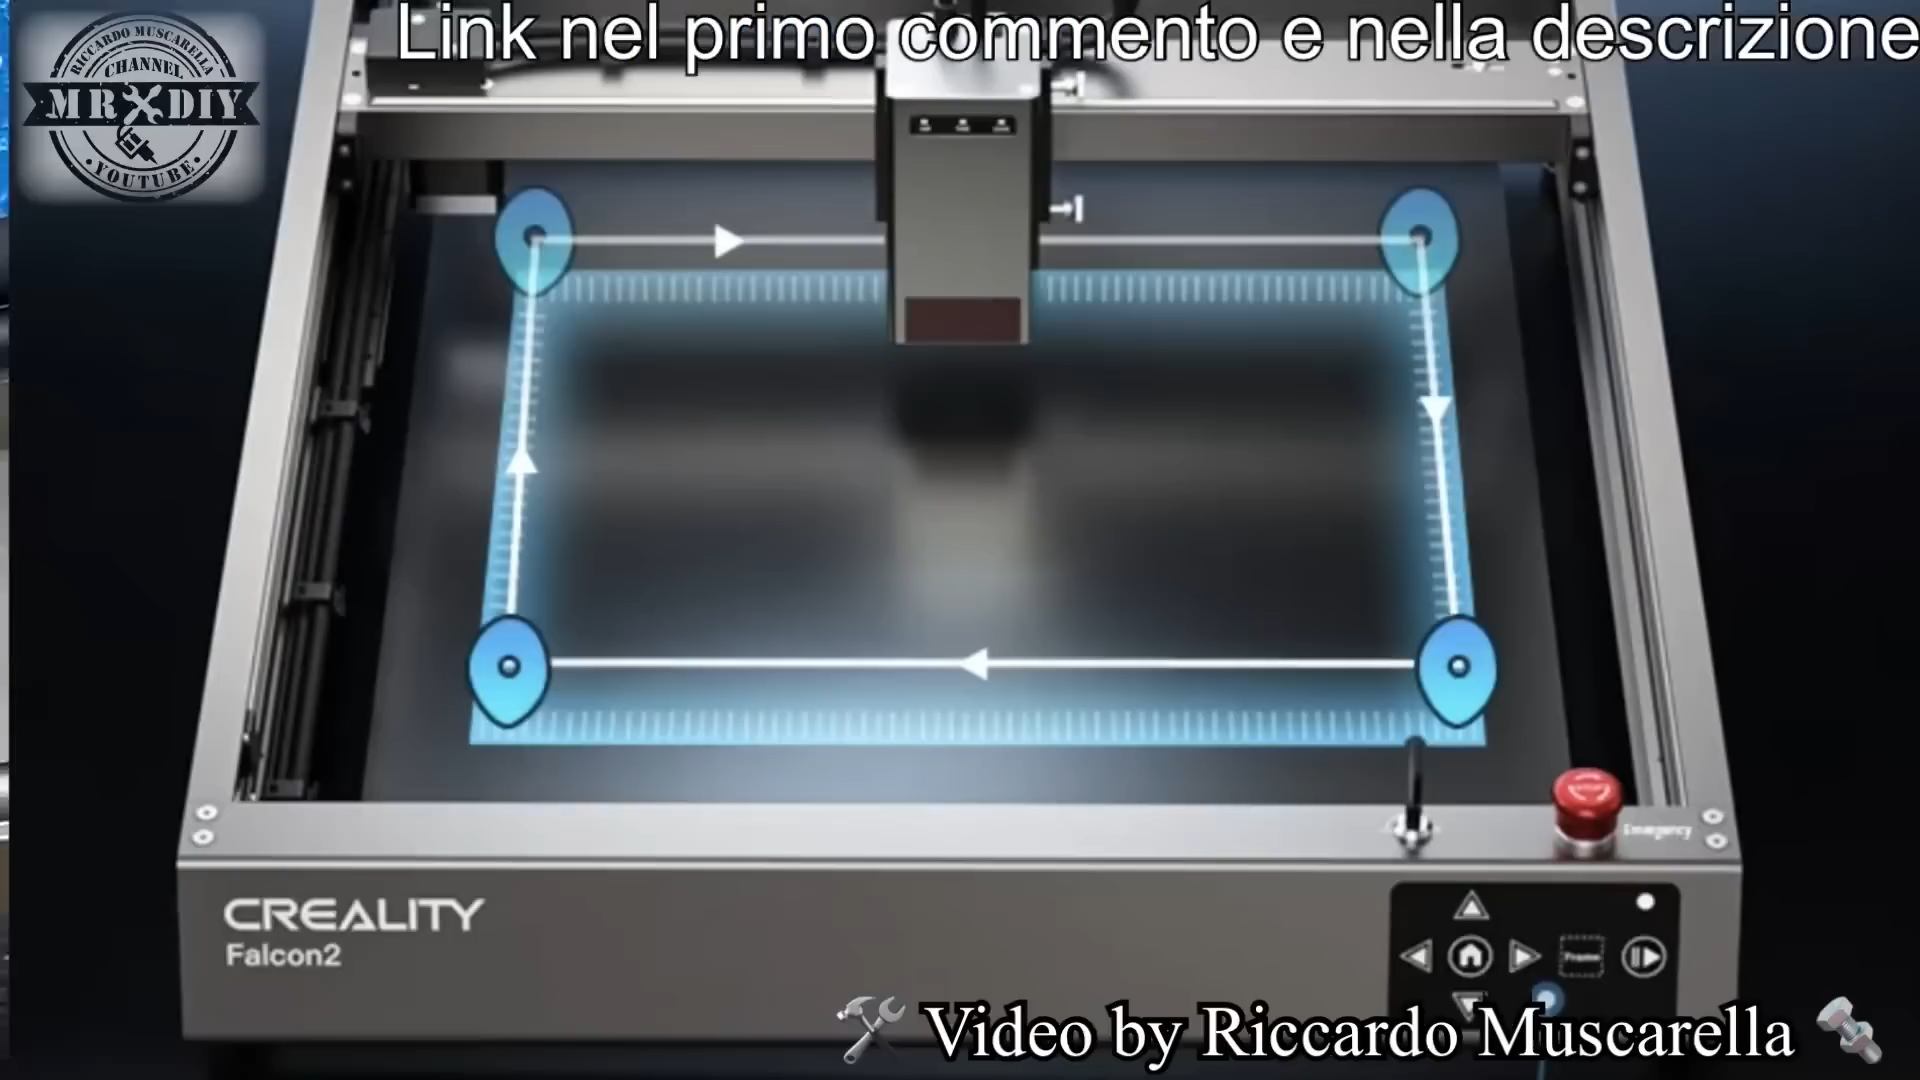 Link nel primo commento e nella descrizione
RICCARDO MUSCARELLA
CHANNEL
MR DIY
YOUTUBE
Emergency
CREALITY
Falcon2
Frame
Video by Riccardo Muscarella